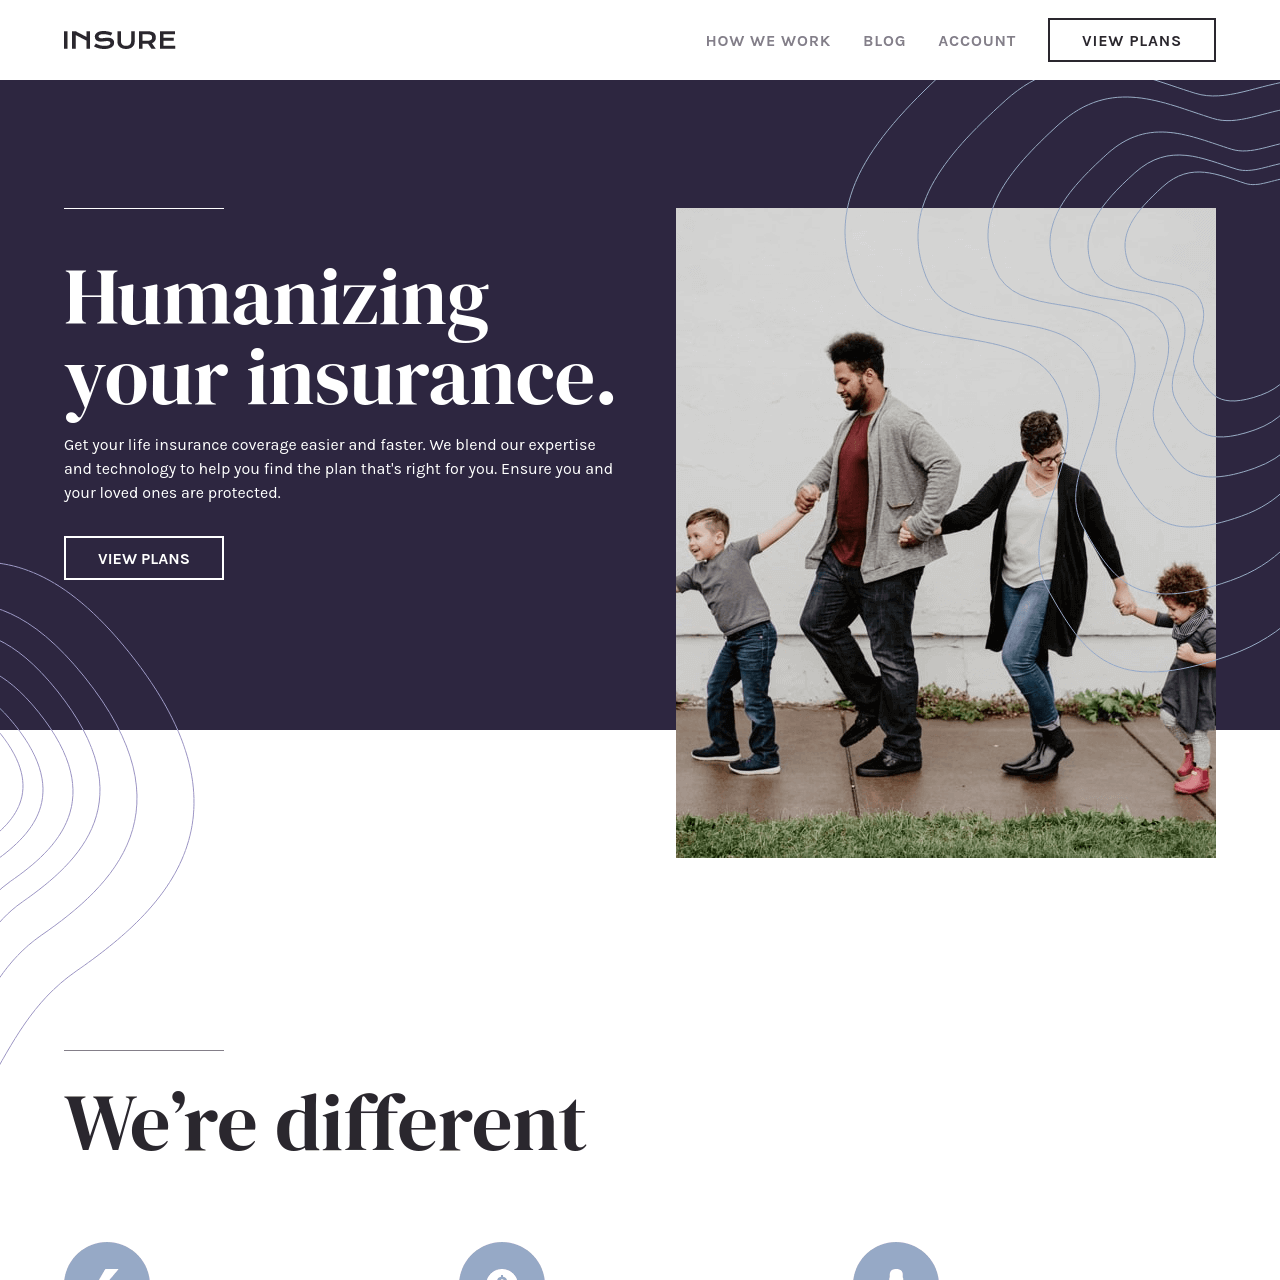 INSURE
HOW WE WORK
BLOG
ACCOUNT
VIEW PLANS
Humanizing
your insurance.
Get your life insurance coverage easier and faster. We blend our expertise
and technology to help you find the plan that's right for you. Ensure you and
your loved ones are protected.
VIEW PLANS
We’re different